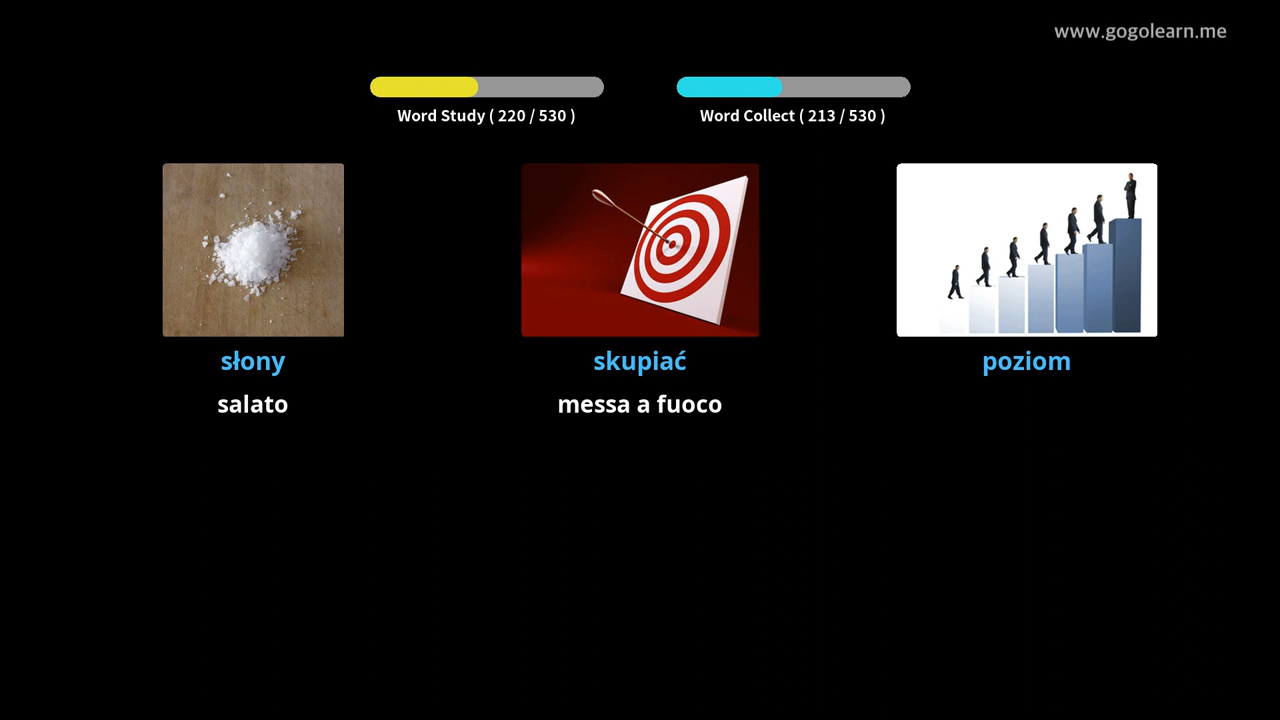 www.gogolearn.me
Word Study ( 220 / 530 )
Word Collect ( 213 / 530 )
słony
skupiać
poziom
salato
messa a fuoco